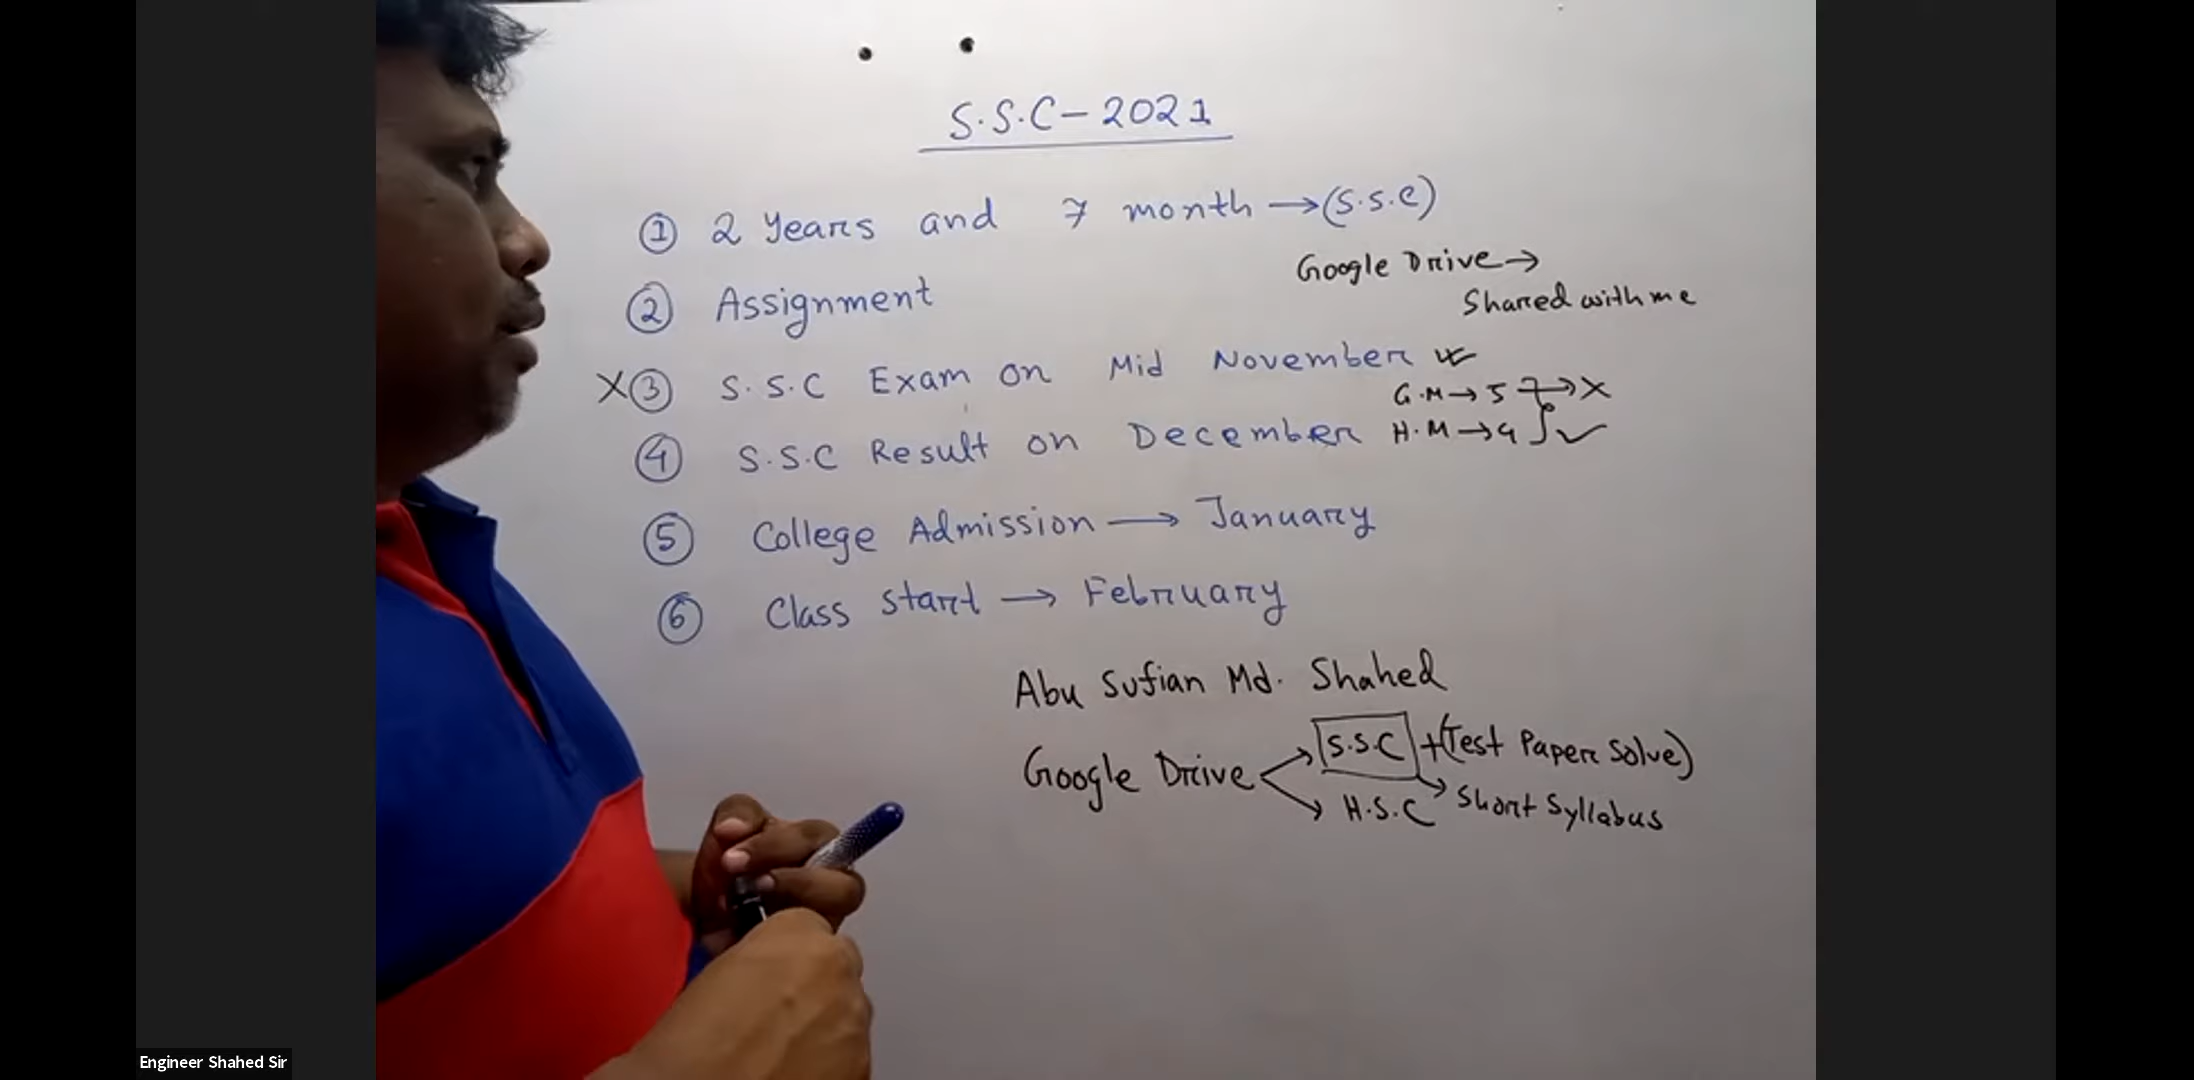 S.S.C - 2021
① 2 Years and 7 month → (S.S.C)
Google Drive →
Shared with me
② Assignment
X ③ S.S.C Exam on Mid November
G.M → 5 → X
④ S.S.C Result on December
H.M → 4 ✓
⑤ College Admission → January
⑥ Class start → February
Abu Sufian Md. Shahed
Google Drive → S.S.C + (Test Paper Solve)
→ Short Syllabus
→ H.S.C
Engineer Shahed Sir